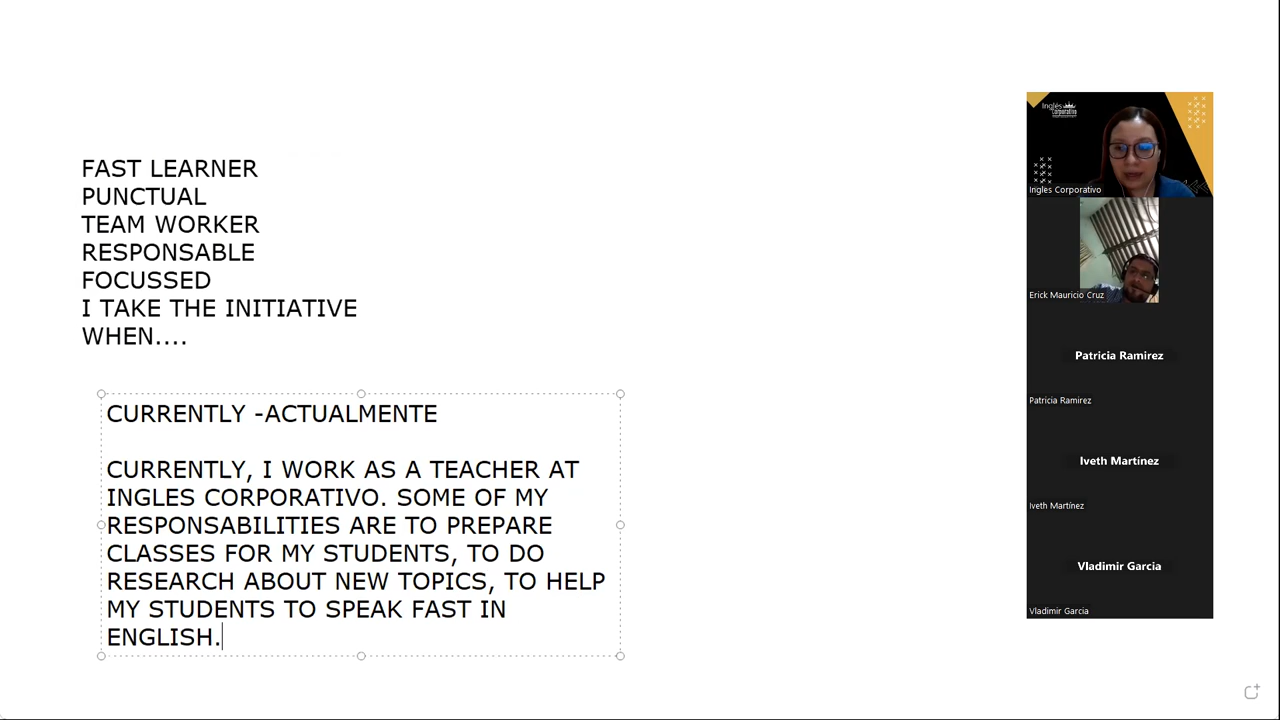 FAST LEARNER
PUNCTUAL
TEAM WORKER
RESPONSABLE
FOCUSSED
I TAKE THE INITIATIVE
WHEN....
CURRENTLY -ACTUALMENTE
CURRENTLY, I WORK AS A TEACHER AT
INGLES CORPORATIVO. SOME OF MY
RESPONSABILITIES ARE TO PREPARE
CLASSES FOR MY STUDENTS, TO DO
RESEARCH ABOUT NEW TOPICS, TO HELP
MY STUDENTS TO SPEAK FAST IN
ENGLISH.
Inglés
Corporativo
Ingles Corporativo
Erick Mauricio Cruz
Patricia Ramirez
Patricia Ramirez
Iveth Martínez
Iveth Martínez
Vladimir Garcia
Vladimir Garcia